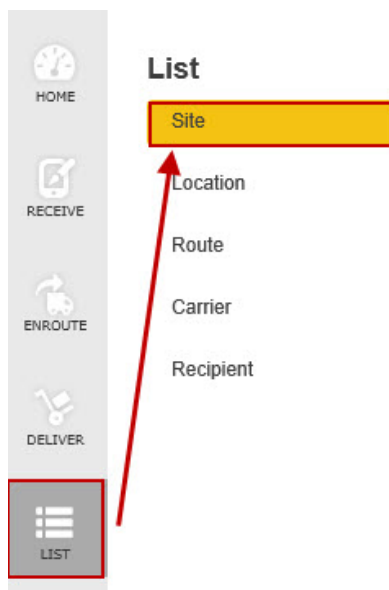 HOME
RECEIVE
ENROUTE
DELIVER
LIST
List
Site
Location
Route
Carrier
Recipient